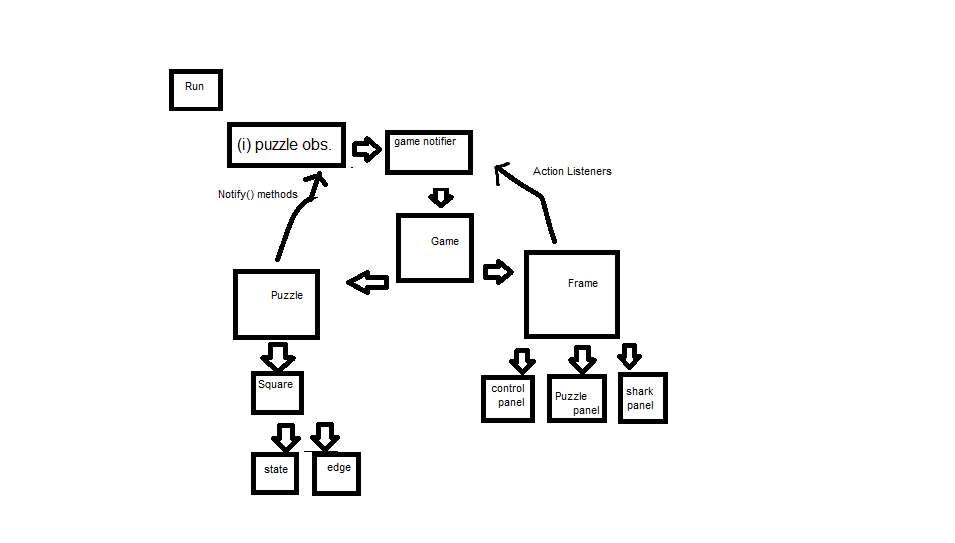 Run
(i) puzzle obs.
game notifier
Action Listeners
Notify() methods
Game
Frame
Puzzle
Square
control
panel
Puzzle
panel
shark
panel
state
edge